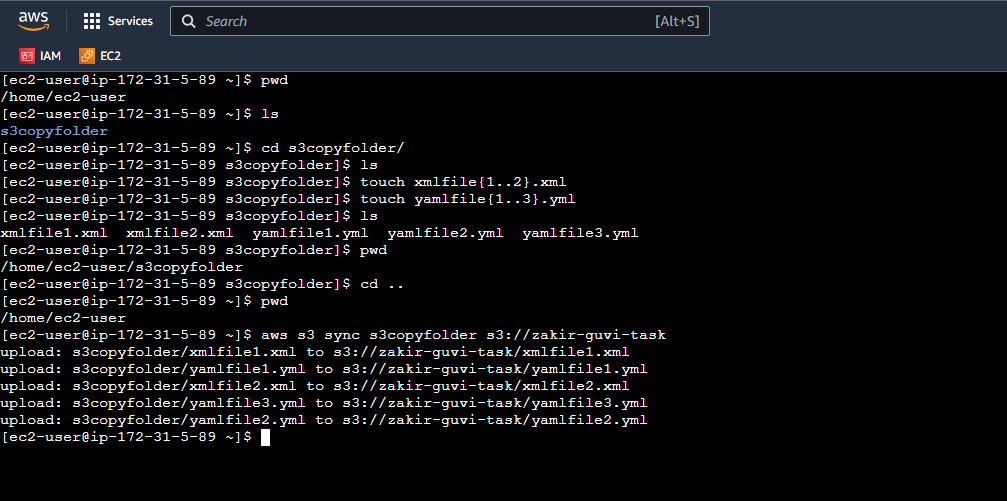 aws Services Search [Alt+S]
IAM EC2
[ec2-user@ip-172-31-5-89 ~]$ pwd
/home/ec2-user
[ec2-user@ip-172-31-5-89 ~]$ ls
s3copyfolder
[ec2-user@ip-172-31-5-89 ~]$ cd s3copyfolder/
[ec2-user@ip-172-31-5-89 s3copyfolder]$ ls
[ec2-user@ip-172-31-5-89 s3copyfolder]$ touch xmlfile{1..2}.xml
[ec2-user@ip-172-31-5-89 s3copyfolder]$ touch yamlfile{1..3}.yml
[ec2-user@ip-172-31-5-89 s3copyfolder]$ ls
xmlfile1.xml  xmlfile2.xml  yamlfile1.yml  yamlfile2.yml  yamlfile3.yml
[ec2-user@ip-172-31-5-89 s3copyfolder]$ pwd
/home/ec2-user/s3copyfolder
[ec2-user@ip-172-31-5-89 s3copyfolder]$ cd ..
[ec2-user@ip-172-31-5-89 ~]$ pwd
/home/ec2-user
[ec2-user@ip-172-31-5-89 ~]$ aws s3 sync s3copyfolder s3://zakir-guvi-task
upload: s3copyfolder/xmlfile1.xml to s3://zakir-guvi-task/xmlfile1.xml
upload: s3copyfolder/yamlfile1.yml to s3://zakir-guvi-task/yamlfile1.yml
upload: s3copyfolder/xmlfile2.xml to s3://zakir-guvi-task/xmlfile2.xml
upload: s3copyfolder/yamlfile3.yml to s3://zakir-guvi-task/yamlfile3.yml
upload: s3copyfolder/yamlfile2.yml to s3://zakir-guvi-task/yamlfile2.yml
[ec2-user@ip-172-31-5-89 ~]$